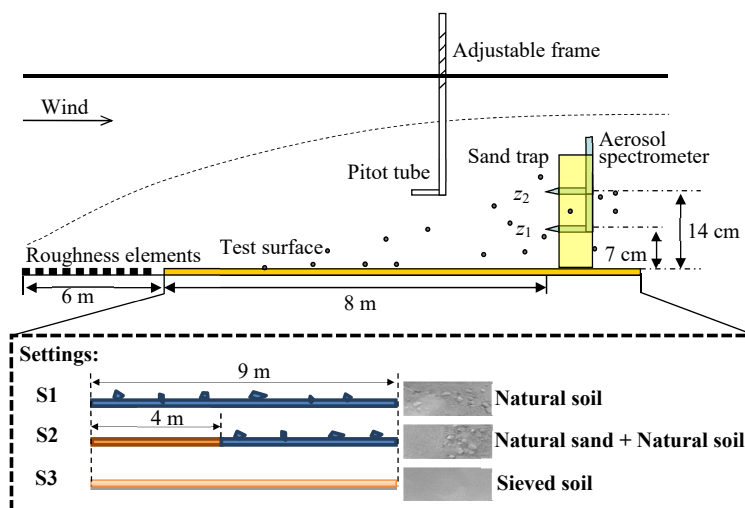 Adjustable frame
Wind
Aerosol
Sand trap spectrometer
Pitot tube
z2
z1
14 cm
7 cm
Roughness elements
Test surface
6 m
8 m
Settings:
9 m
S1
Natural soil
4 m
S2
Natural sand + Natural soil
S3
Sieved soil